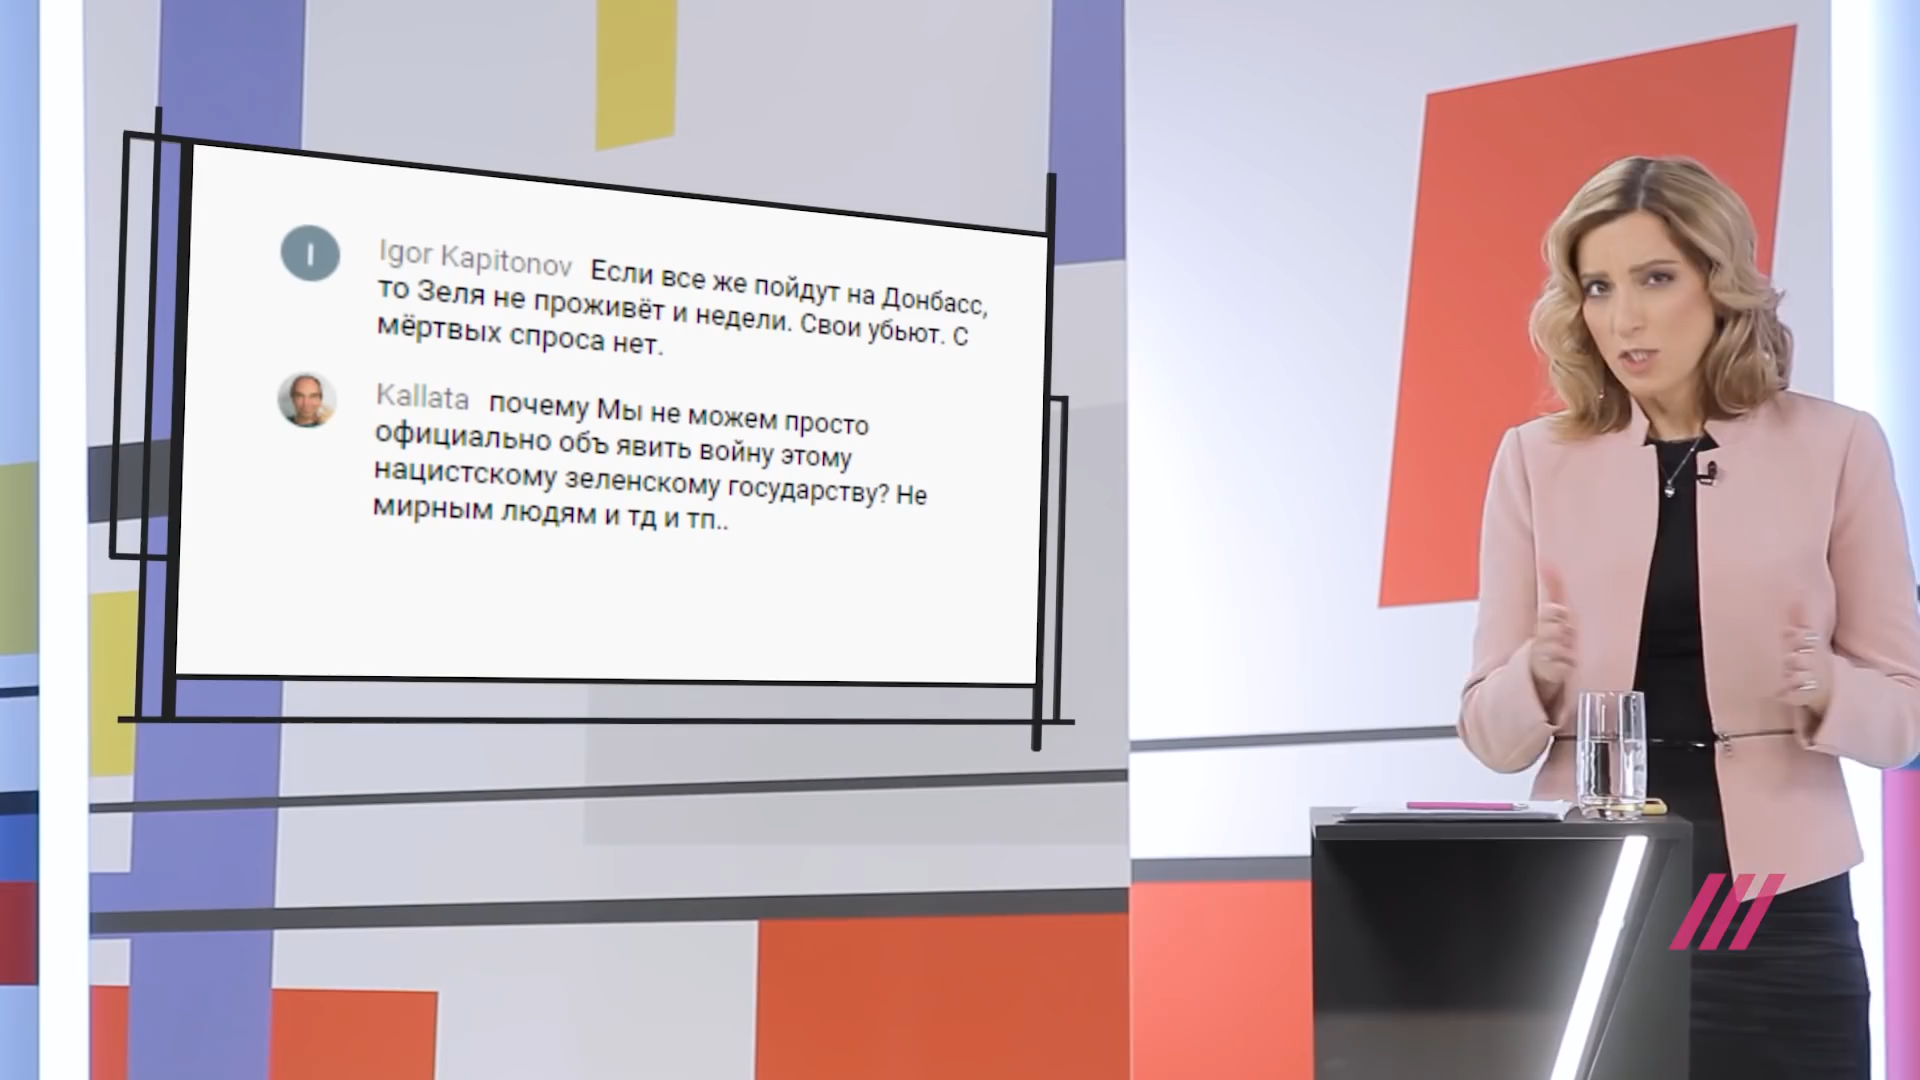 Igor Kapitonov Если все же пойдут на Донбасс,
то Зеля не проживёт и недели. Свои убьют. С
мёртвых спроса нет.
Kallata почему Мы не можем просто
официально объ явить войну этому
нацистскому зеленскому государству? Не
мирным людям и тд и тп..